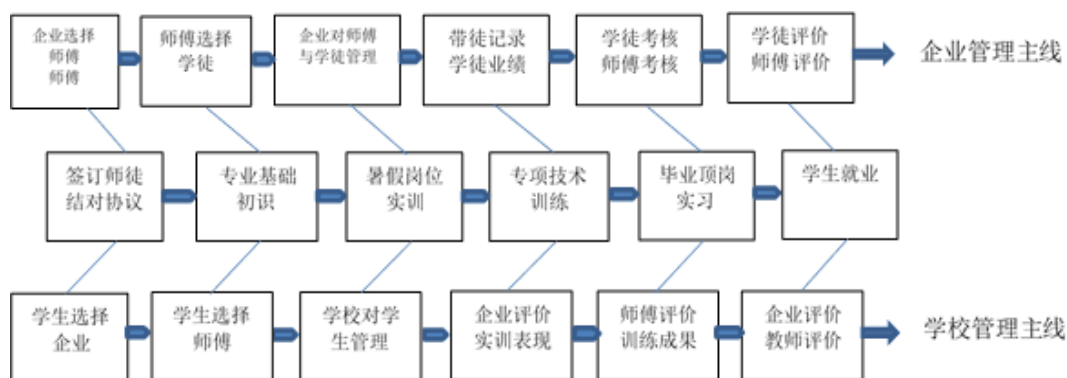 企业选择
师傅
师傅
师傅选择
学徒
企业对师傅
与学徒管理
带徒记录
学徒业绩
学徒考核
师傅考核
学徒评价
师傅评价
企业管理主线
签订师徒
结对协议
专业基础
初识
暑假岗位
实训
专项技术
训练
毕业顶岗
实习
学生就业
学生选择
企业
学生选择
师傅
学校对学
生管理
企业评价
实训表现
师傅评价
训练成果
企业评价
教师评价
学校管理主线